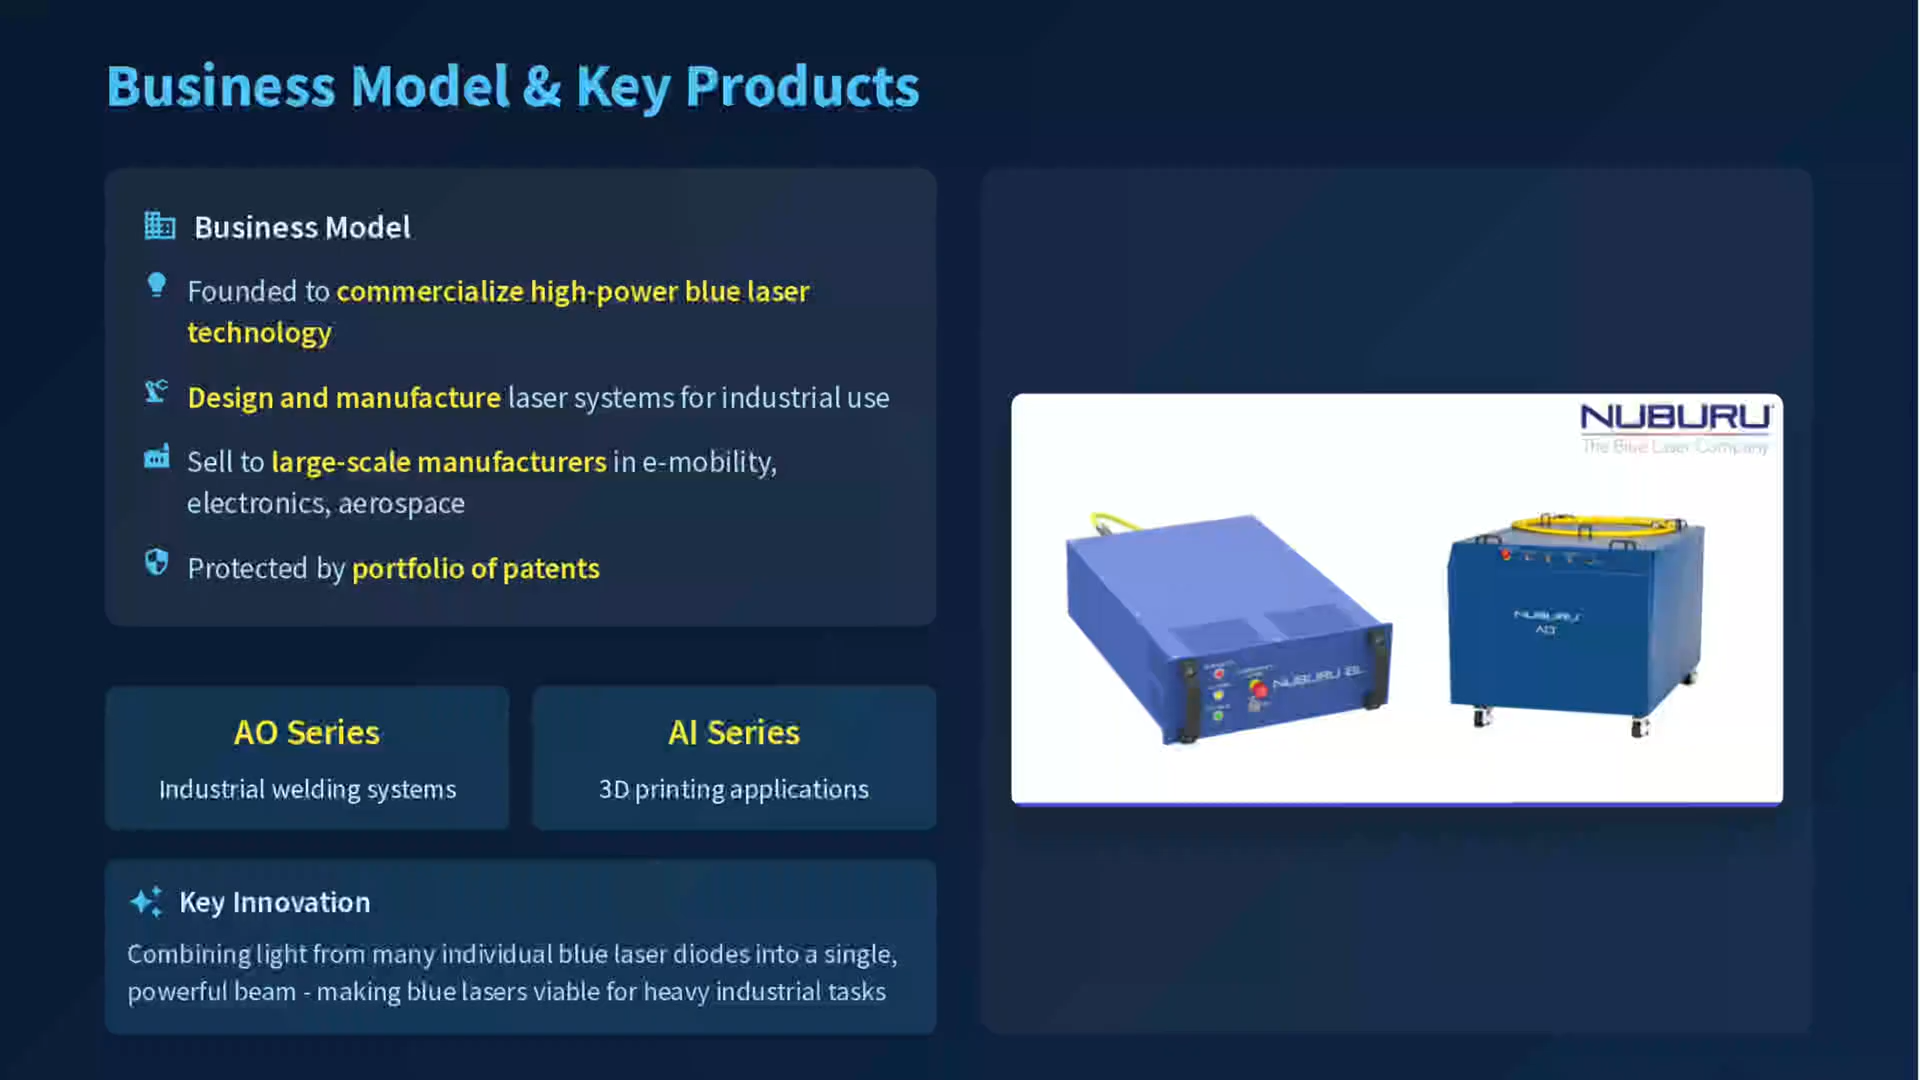 Business Model & Key Products
Business Model
Founded to commercialize high-power blue laser
technology
Design and manufacture laser systems for industrial use
Sell to large-scale manufacturers in e-mobility,
electronics, aerospace
Protected by portfolio of patents
AO Series
Industrial welding systems
AI Series
3D printing applications
Key Innovation
Combining light from many individual blue laser diodes into a single,
powerful beam - making blue lasers viable for heavy industrial tasks
NUBURU
The Blue Laser Company
NUBURU
NUBURU